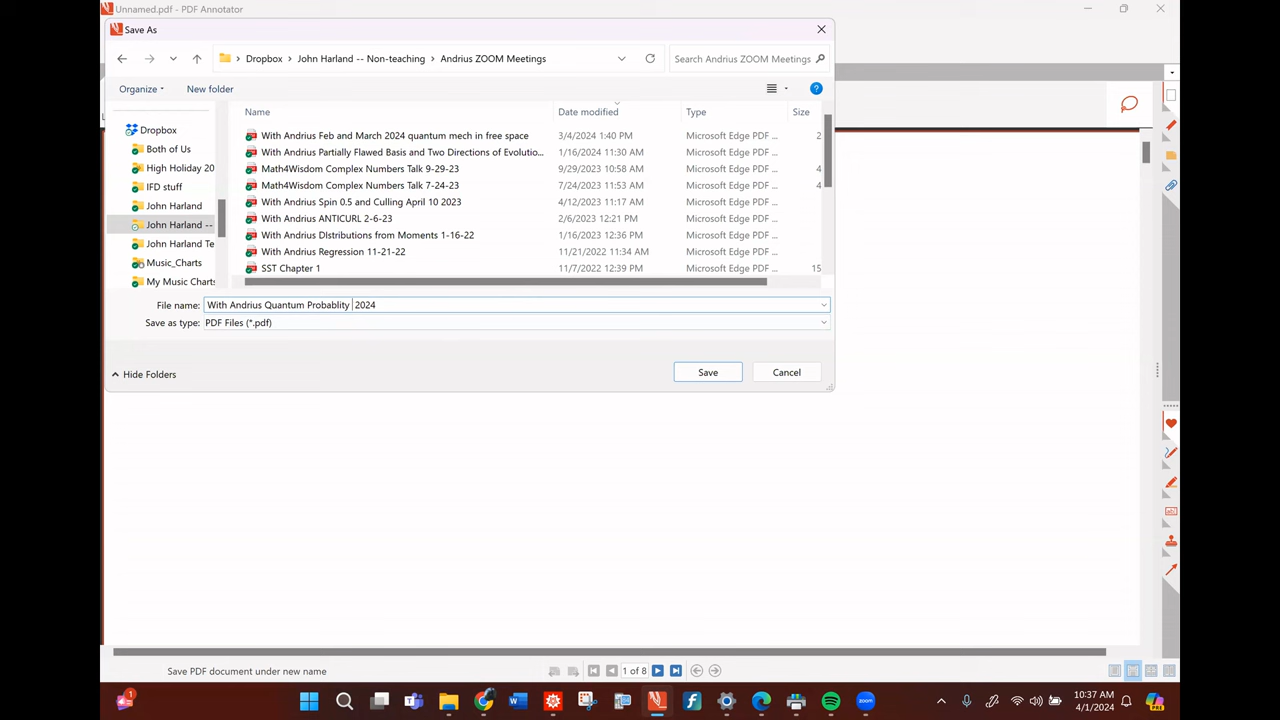 Unnamed.pdf - PDF Annotator
Save As
Dropbox > John Harland -- Non-teaching > Andrius ZOOM Meetings
Search Andrius ZOOM Meetings
Organize
New folder
Name Date modified Type Size
Dropbox
Both of Us
High Holiday 20
IFD stuff
John Harland
John Harland --
John Harland Te
Music_Charts
My Music Charts
With Andrius Feb and March 2024 quantum mech in free space 3/4/2024 1:40 PM Microsoft Edge PDF ... 2
With Andrius Partially Flawed Basis and Two Directions of Evolutio... 1/16/2024 11:30 AM Microsoft Edge PDF ...
Math4Wisdom Complex Numbers Talk 9-29-23 9/29/2023 10:58 AM Microsoft Edge PDF ... 4
Math4Wisdom Complex Numbers Talk 7-24-23 7/24/2023 11:53 AM Microsoft Edge PDF ... 4
With Andrius Spin 0.5 and Culling April 10 2023 4/12/2023 11:17 AM Microsoft Edge PDF ...
With Andrius ANTICURL 2-6-23 2/6/2023 12:21 PM Microsoft Edge PDF ...
With Andrius DIstributions from Moments 1-16-22 1/16/2023 12:36 PM Microsoft Edge PDF ...
With Andrius Regression 11-21-22 11/21/2022 11:34 AM Microsoft Edge PDF ...
SST Chapter 1 11/7/2022 12:39 PM Microsoft Edge PDF ... 15
File name: With Andrius Quantum Probablity 2024
Save as type: PDF Files (*.pdf)
Hide Folders
Save
Cancel
Save PDF document under new name
1 of 8
1
zoom
10:37 AM
4/1/2024